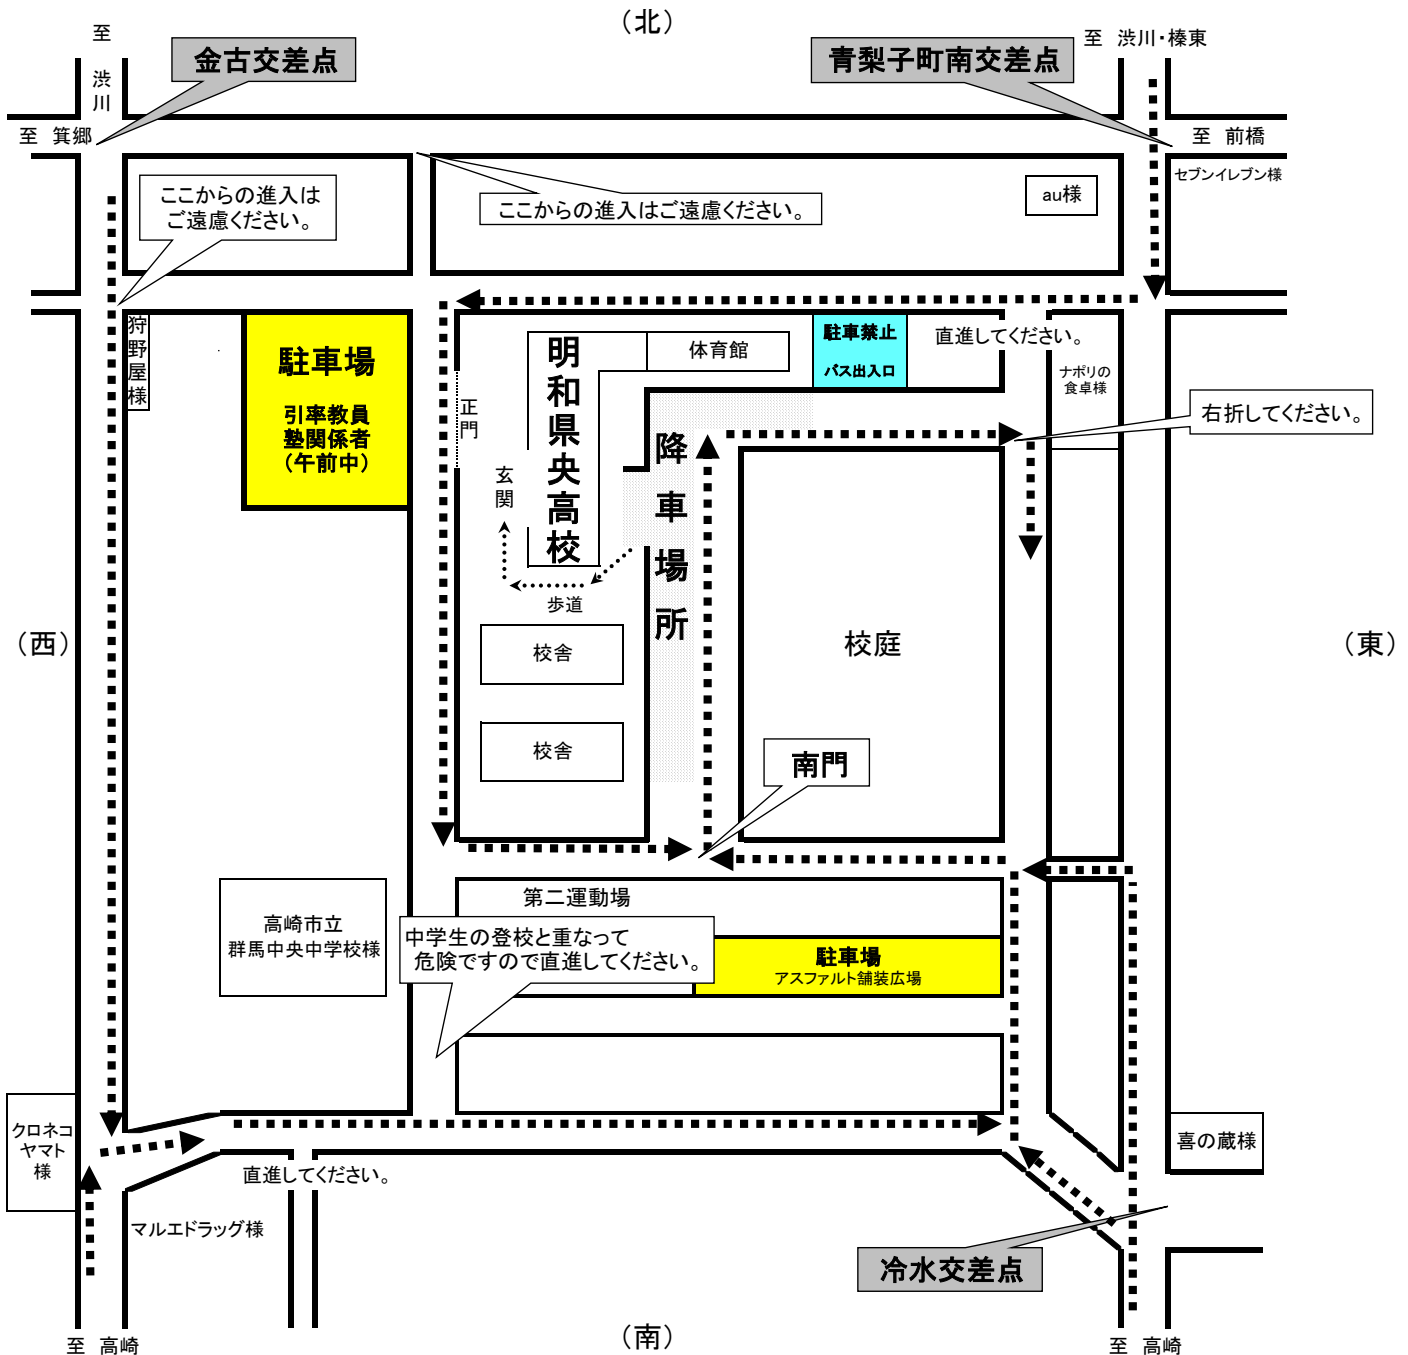 （北）
至
渋
川
金古交差点
青梨子町南交差点
至 渋川・榛東
至 箕郷
至 前橋
セブンイレブン様
ここからの進入は
ご遠慮ください。
ここからの進入はご遠慮ください。
au様
狩
野
屋
様
駐車場
引率教員
塾関係者
（午前中）
正
門
玄
関
明
和
県
央
高
校
体育館
駐車禁止
バス出入口
直進してください。
ナポリの
食卓様
右折してください。
降
車
場
所
歩道
校舎
校舎
校庭
（西）
（東）
南門
高崎市立
群馬中央中学校様
第二運動場
中学生の登校と重なって
危険ですので直進してください。
駐車場
アスファルト舗装広場
クロネコ
ヤマト
様
直進してください。
マルエドラッグ様
喜の蔵様
冷水交差点
至 高崎
（南）
至 高崎